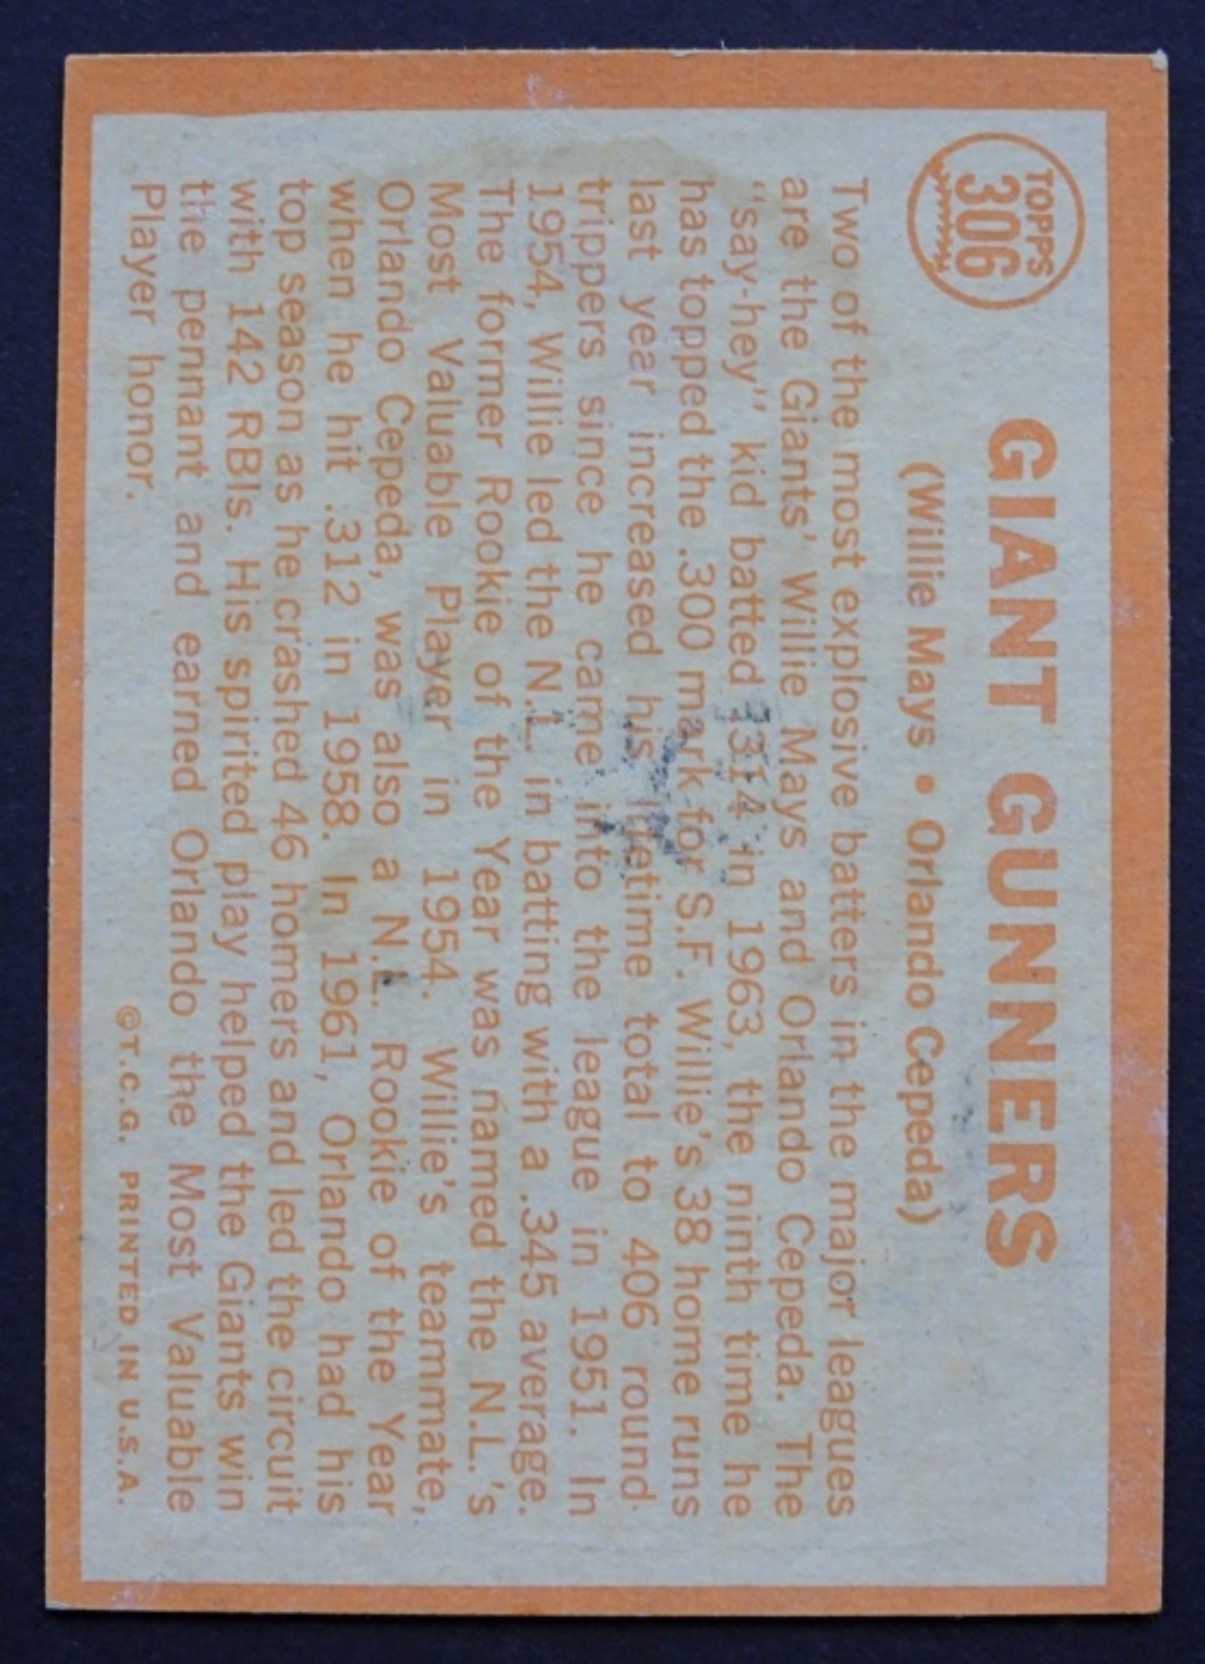 TOPPS
306
GIANT GUNNERS
(Willie Mays • Orlando Cepeda)
Two of the most explosive batters in the major leagues
are the Giants' Willie Mays and Orlando Cepeda. The
"say-hey" kid batted .314 in 1963, the ninth time he
has topped the .300 mark for S.F. Willie's 38 home runs
last year increased his lifetime total to 406 round
trippers since he came into the league in 1951. In
1954, Willie led the N.L. in batting with a .345 average.
The former Rookie of the Year was named the N.L.'s
Most Valuable Player in 1954. Willie's teammate,
Orlando Cepeda, was also a N.L. Rookie of the Year
when he hit .312 in 1958. In 1961, Orlando had his
top season as he crashed 46 homers and led the circuit
with 142 RBIs. His spirited play helped the Giants win
the pennant and earned Orlando the Most Valuable
Player honor.
©T.C.G. PRINTED IN U.S.A.